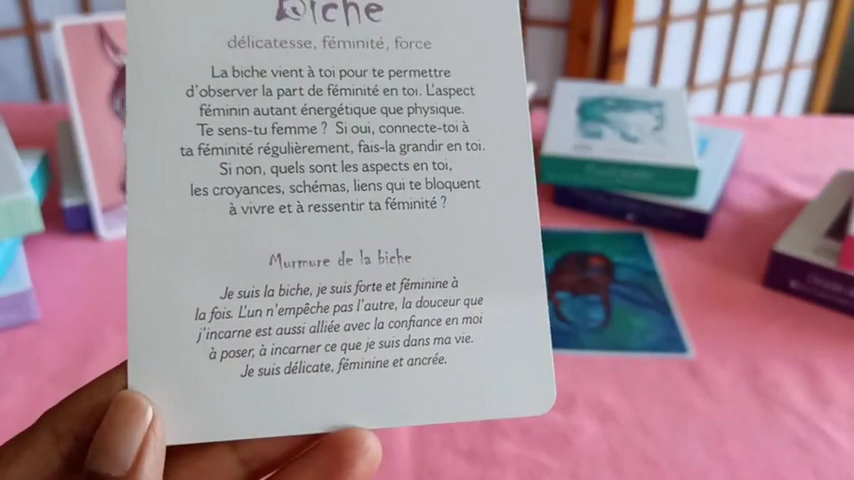 Biche
délicatesse, féminité, force
La biche vient à toi pour te permettre
d'observer la part de féminité en toi. L'aspect
féminin autant énergétique que physique.
Te sens-tu femme ? Si oui, connecte-toi à
ta féminité régulièrement, fais-la grandir en toi.
Si non, quels sont les aspects en toi,
les croyances, schémas, liens qui te bloquent
à vivre et à ressentir ta féminité ?
Murmure de la biche
Je suis la biche, je suis forte et féminine à
la fois. L'un n'empêche pas l'autre, la douceur que
j'incarne est aussi alliée avec la confiance en moi
à poser, à incarner ce que je suis dans ma vie.
Je suis délicate, féminine et ancrée.